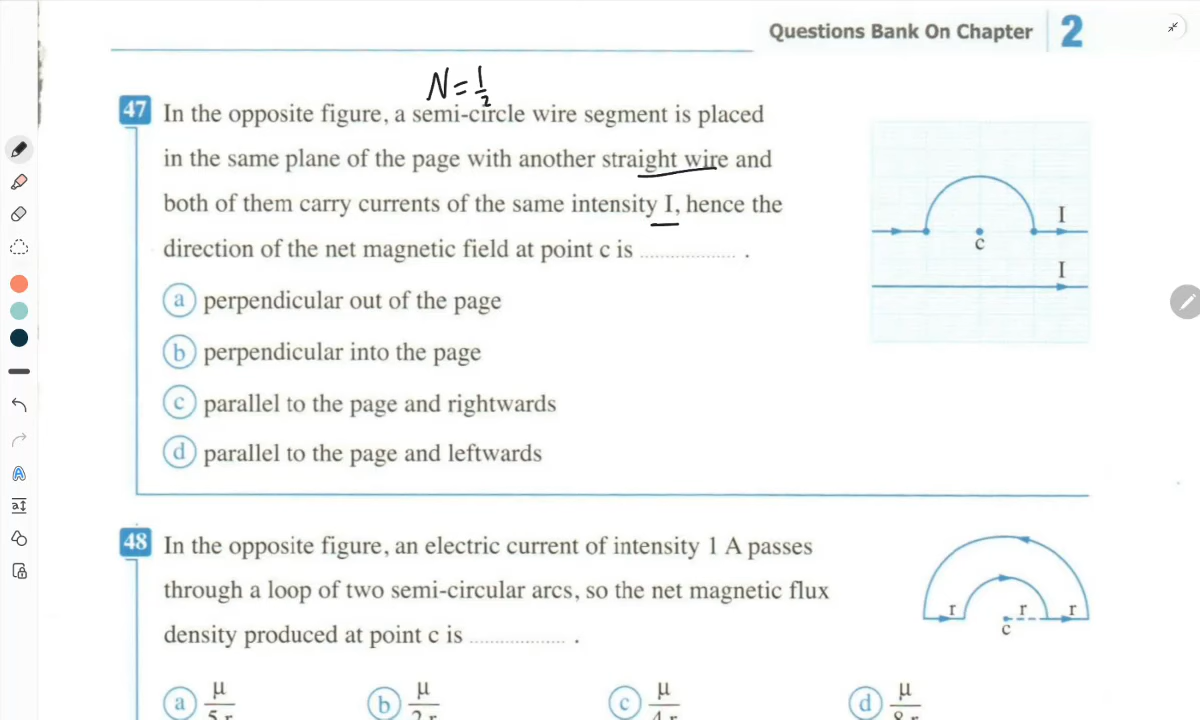 Questions Bank On Chapter 2
N = 1/2
47 In the opposite figure, a semi-circle wire segment is placed
in the same plane of the page with another straight wire and
both of them carry currents of the same intensity I, hence the
direction of the net magnetic field at point c is ................ .
a perpendicular out of the page
b perpendicular into the page
c parallel to the page and rightwards
d parallel to the page and leftwards
I
c
I
48 In the opposite figure, an electric current of intensity 1 A passes
through a loop of two semi-circular arcs, so the net magnetic flux
density produced at point c is ................ .
r r r
c
a μ/5 r b μ/2 r c μ/4 r d μ/8 r